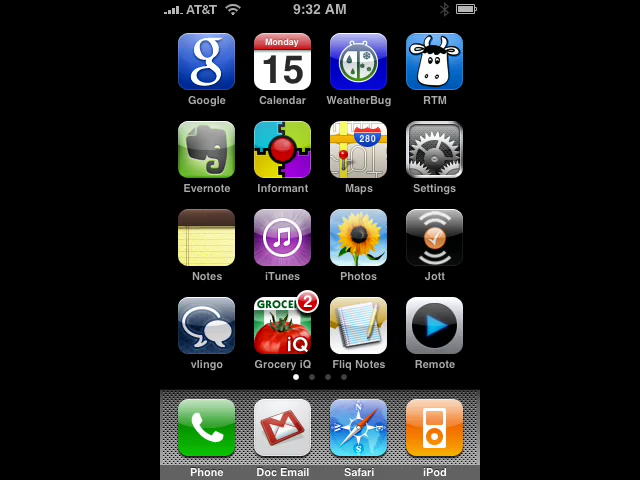 AT&T 9:32 AM
g Monday 15
Google Calendar WeatherBug RTM
280
Evernote Informant Maps Settings
Notes iTunes Photos Jott
GROCER 2 iQ
vlingo Grocery iQ Fliq Notes Remote
N
Phone Doc Email Safari iPod